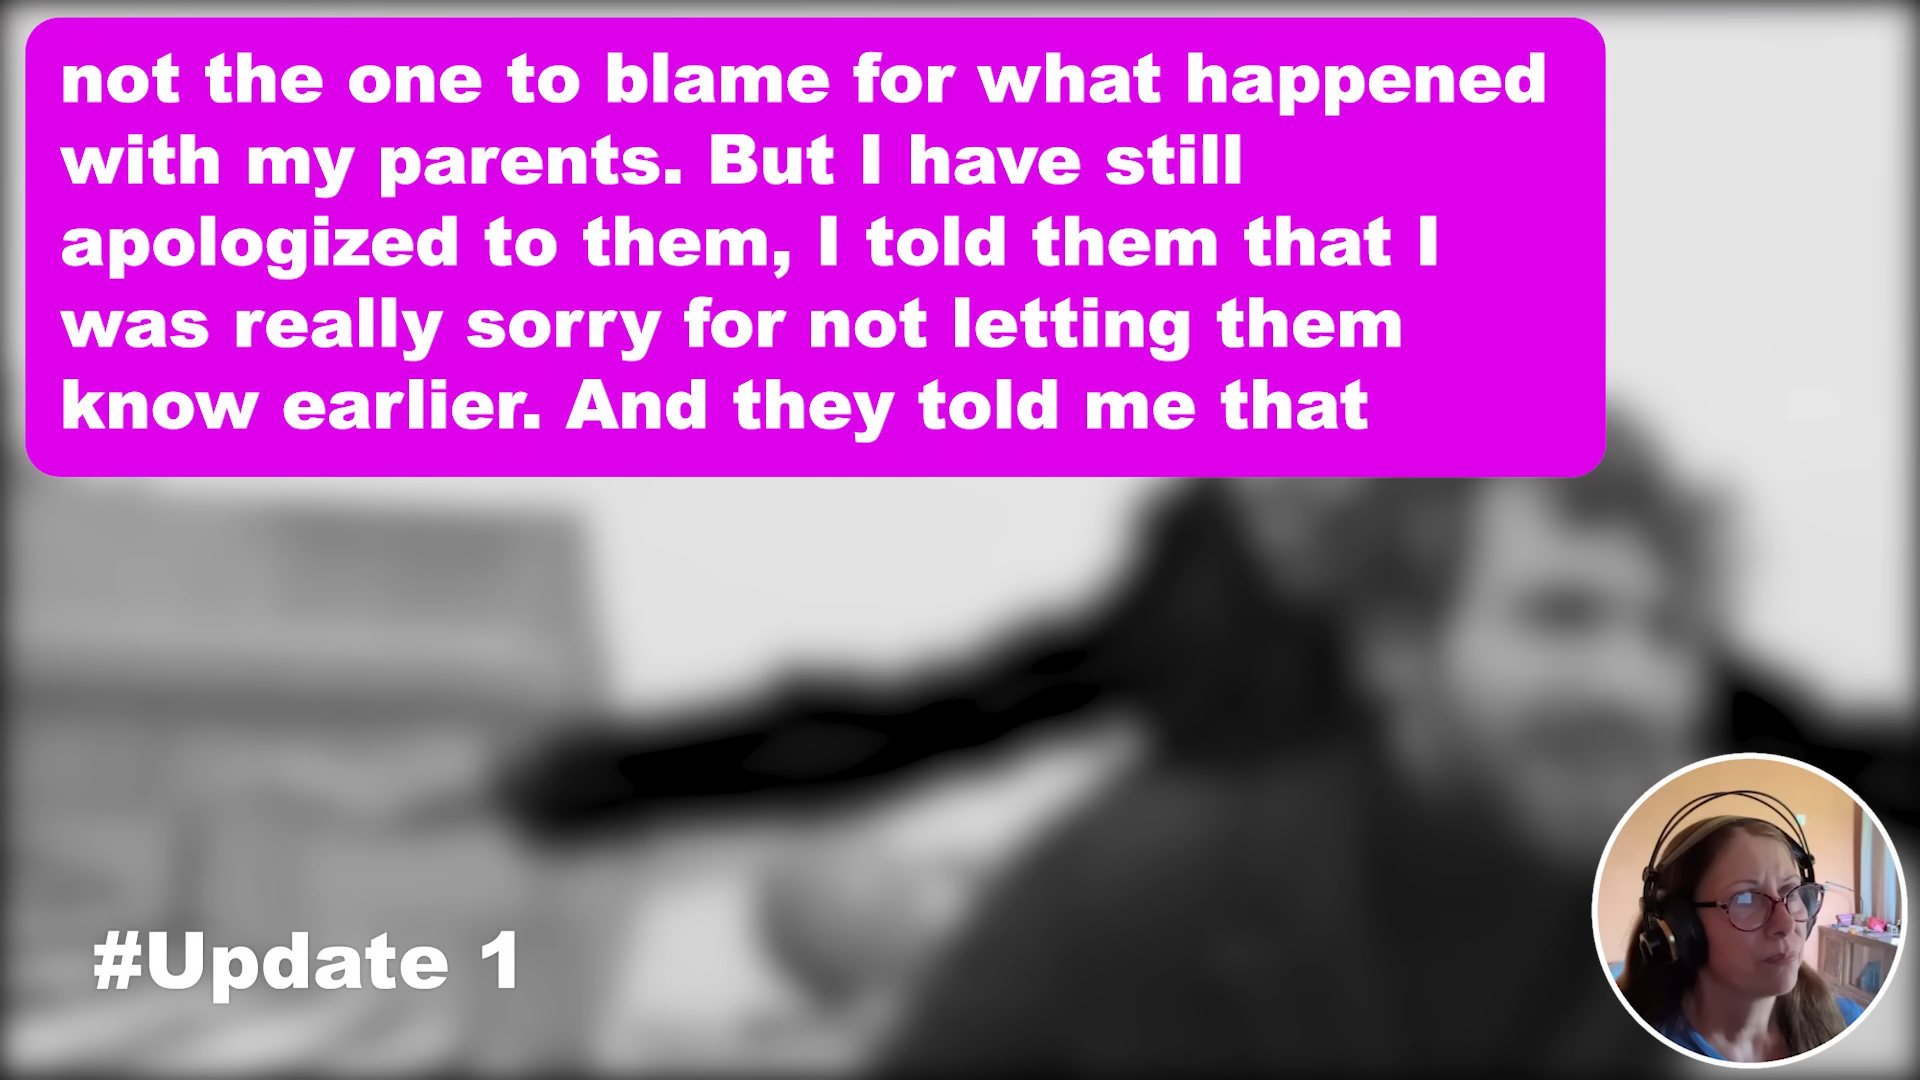 not the one to blame for what happened
with my parents. But I have still
apologized to them, I told them that I
was really sorry for not letting them
know earlier. And they told me that
#Update 1